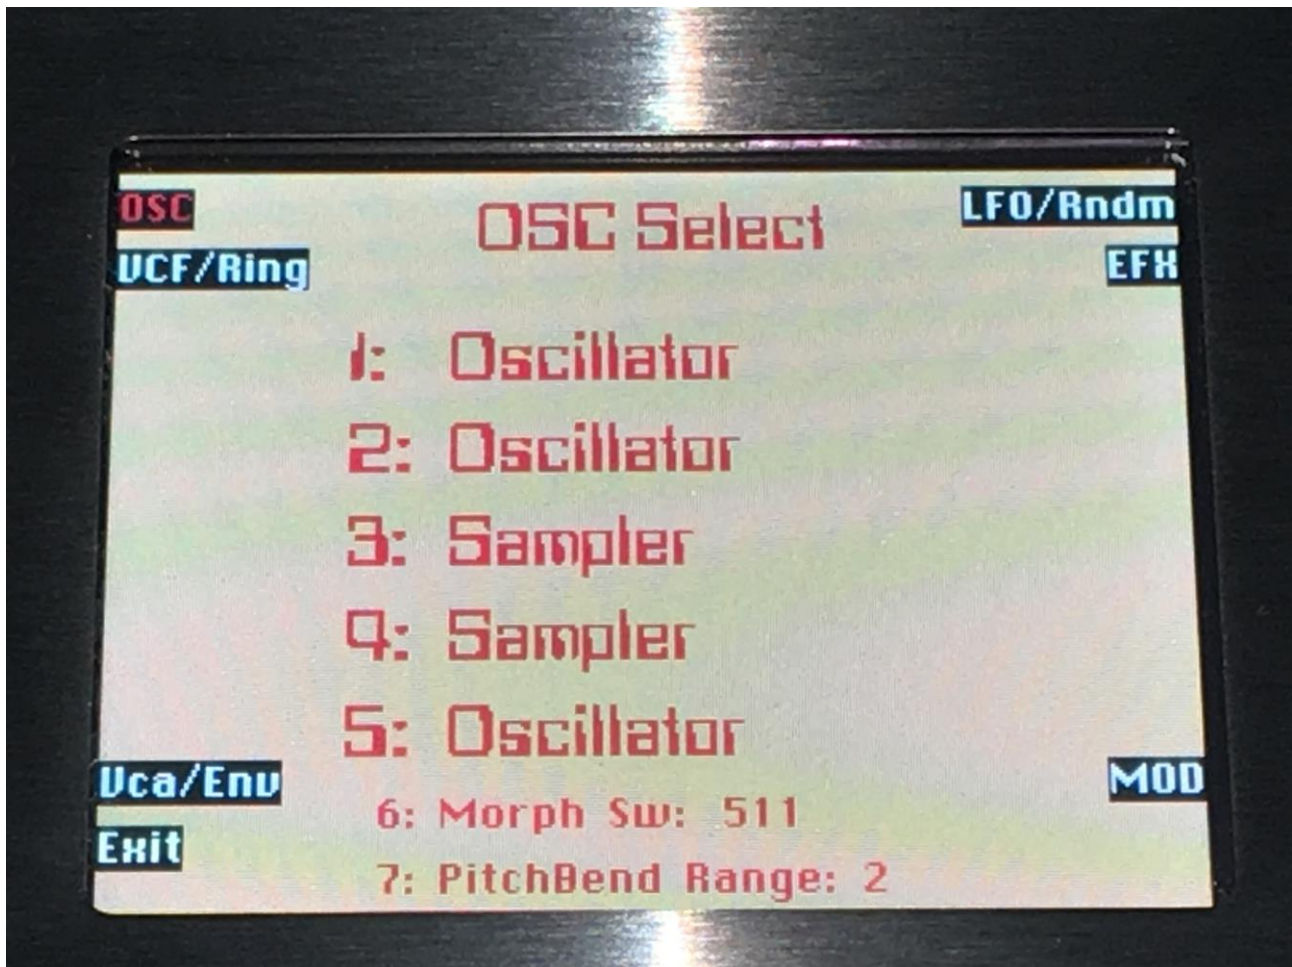 OSC
OSC Select
LFO/Rndm
VCF/Ring
EFX
1: Oscillator
2: Oscillator
3: Sampler
4: Sampler
5: Oscillator
Vca/Env
MOD
6: Morph Sw: 511
Exit
7: PitchBend Range: 2